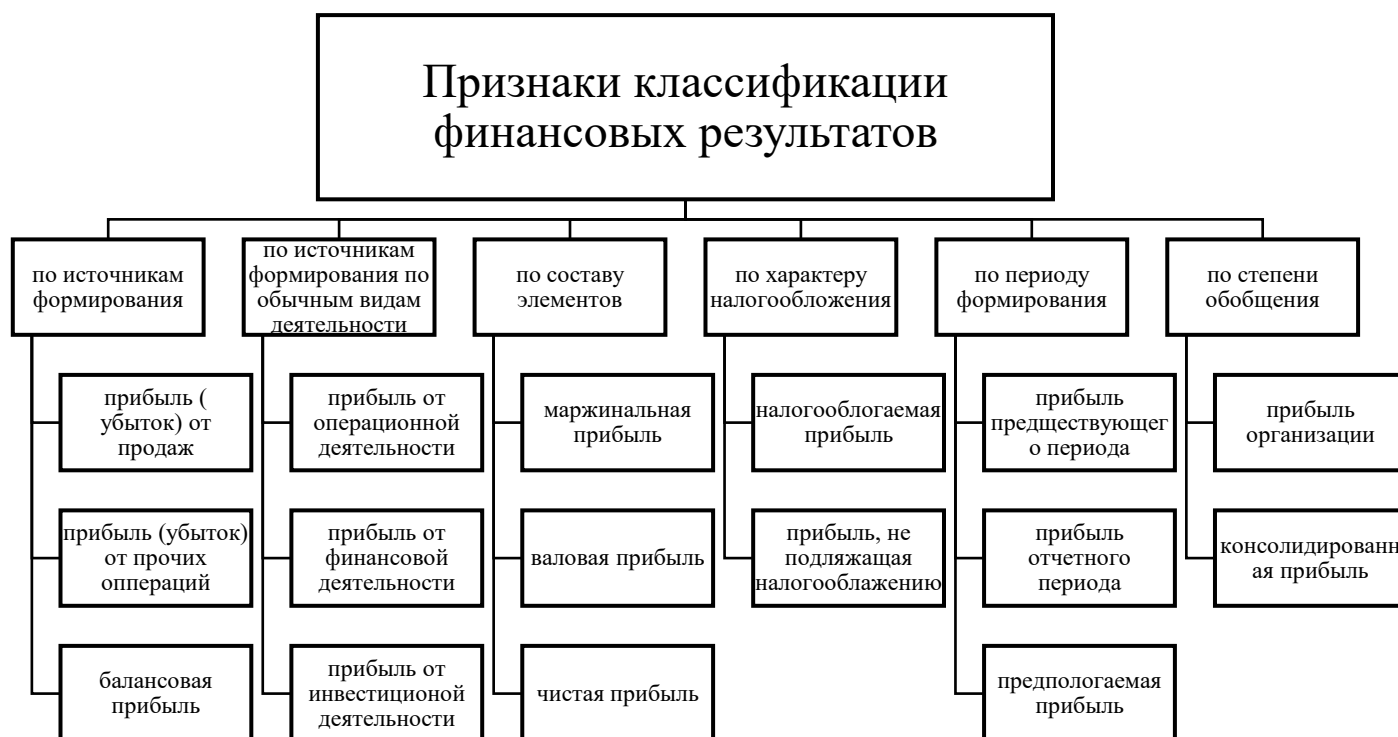 Признаки классификации
финансовых результатов
по источникам
формирования
по источникам
формирования по
обычным видам
деятельности
по составу
элементов
по характеру
налогообложения
по периоду
формирования
по степени
обобщения
прибыль (
убыток) от
продаж
прибыль от
операционной
деятельности
маржинальная
прибыль
налогооблогаемая
прибыль
прибыль
предществующег
о периода
прибыль
организации
прибыль (убыток)
от прочих
оппераций
прибыль от
финансовой
деятельности
валовая прибыль
прибыль, не
подляжащая
налогооблажению
прибыль
отчетного
периода
консолидированн
ая прибыль
балансовая
прибыль
прибыль от
инвестиционой
деятельности
чистая прибыль
предпологаемая
прибыль